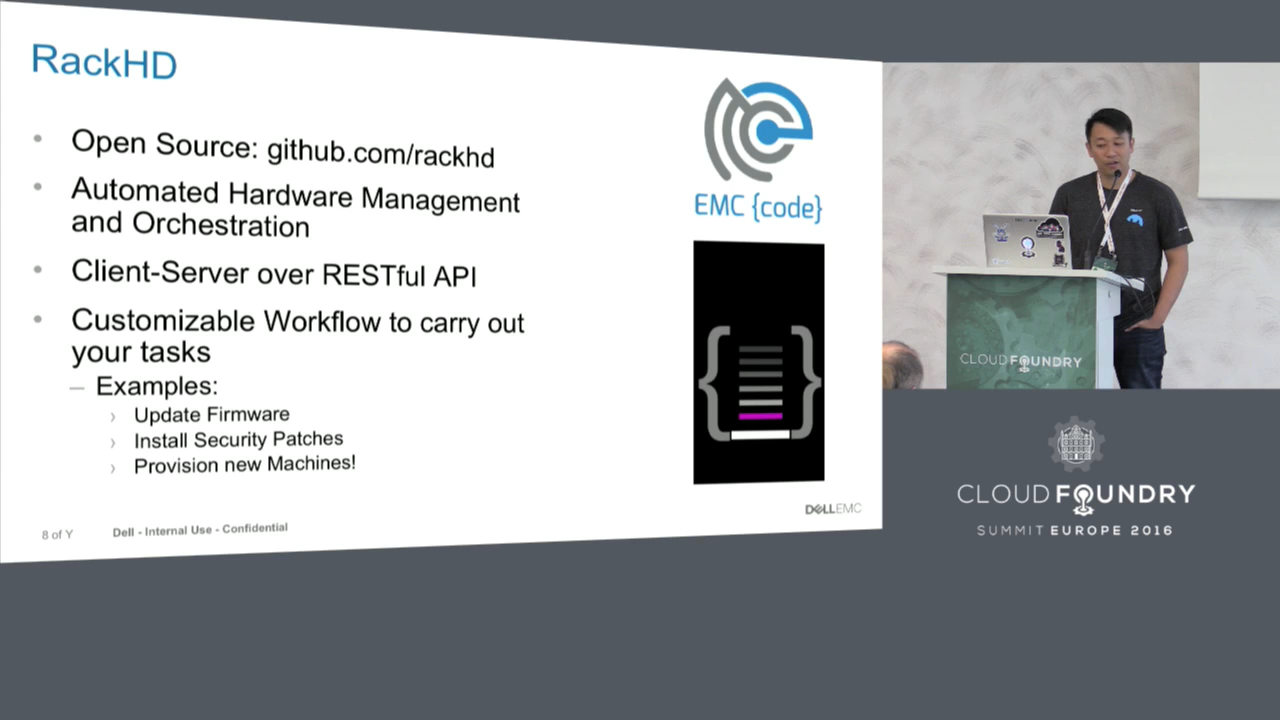 RackHD
Open Source: github.com/rackhd
Automated Hardware Management
and Orchestration
Client-Server over RESTful API
Customizable Workflow to carry out
your tasks
Examples:
Update Firmware
Install Security Patches
Provision new Machines!
8 of Y
Dell - Internal Use - Confidential
EMC {code}
DELLEMC
CLOUD FOUNDRY
CLOUD FOUNDRY
SUMMIT EUROPE 2016